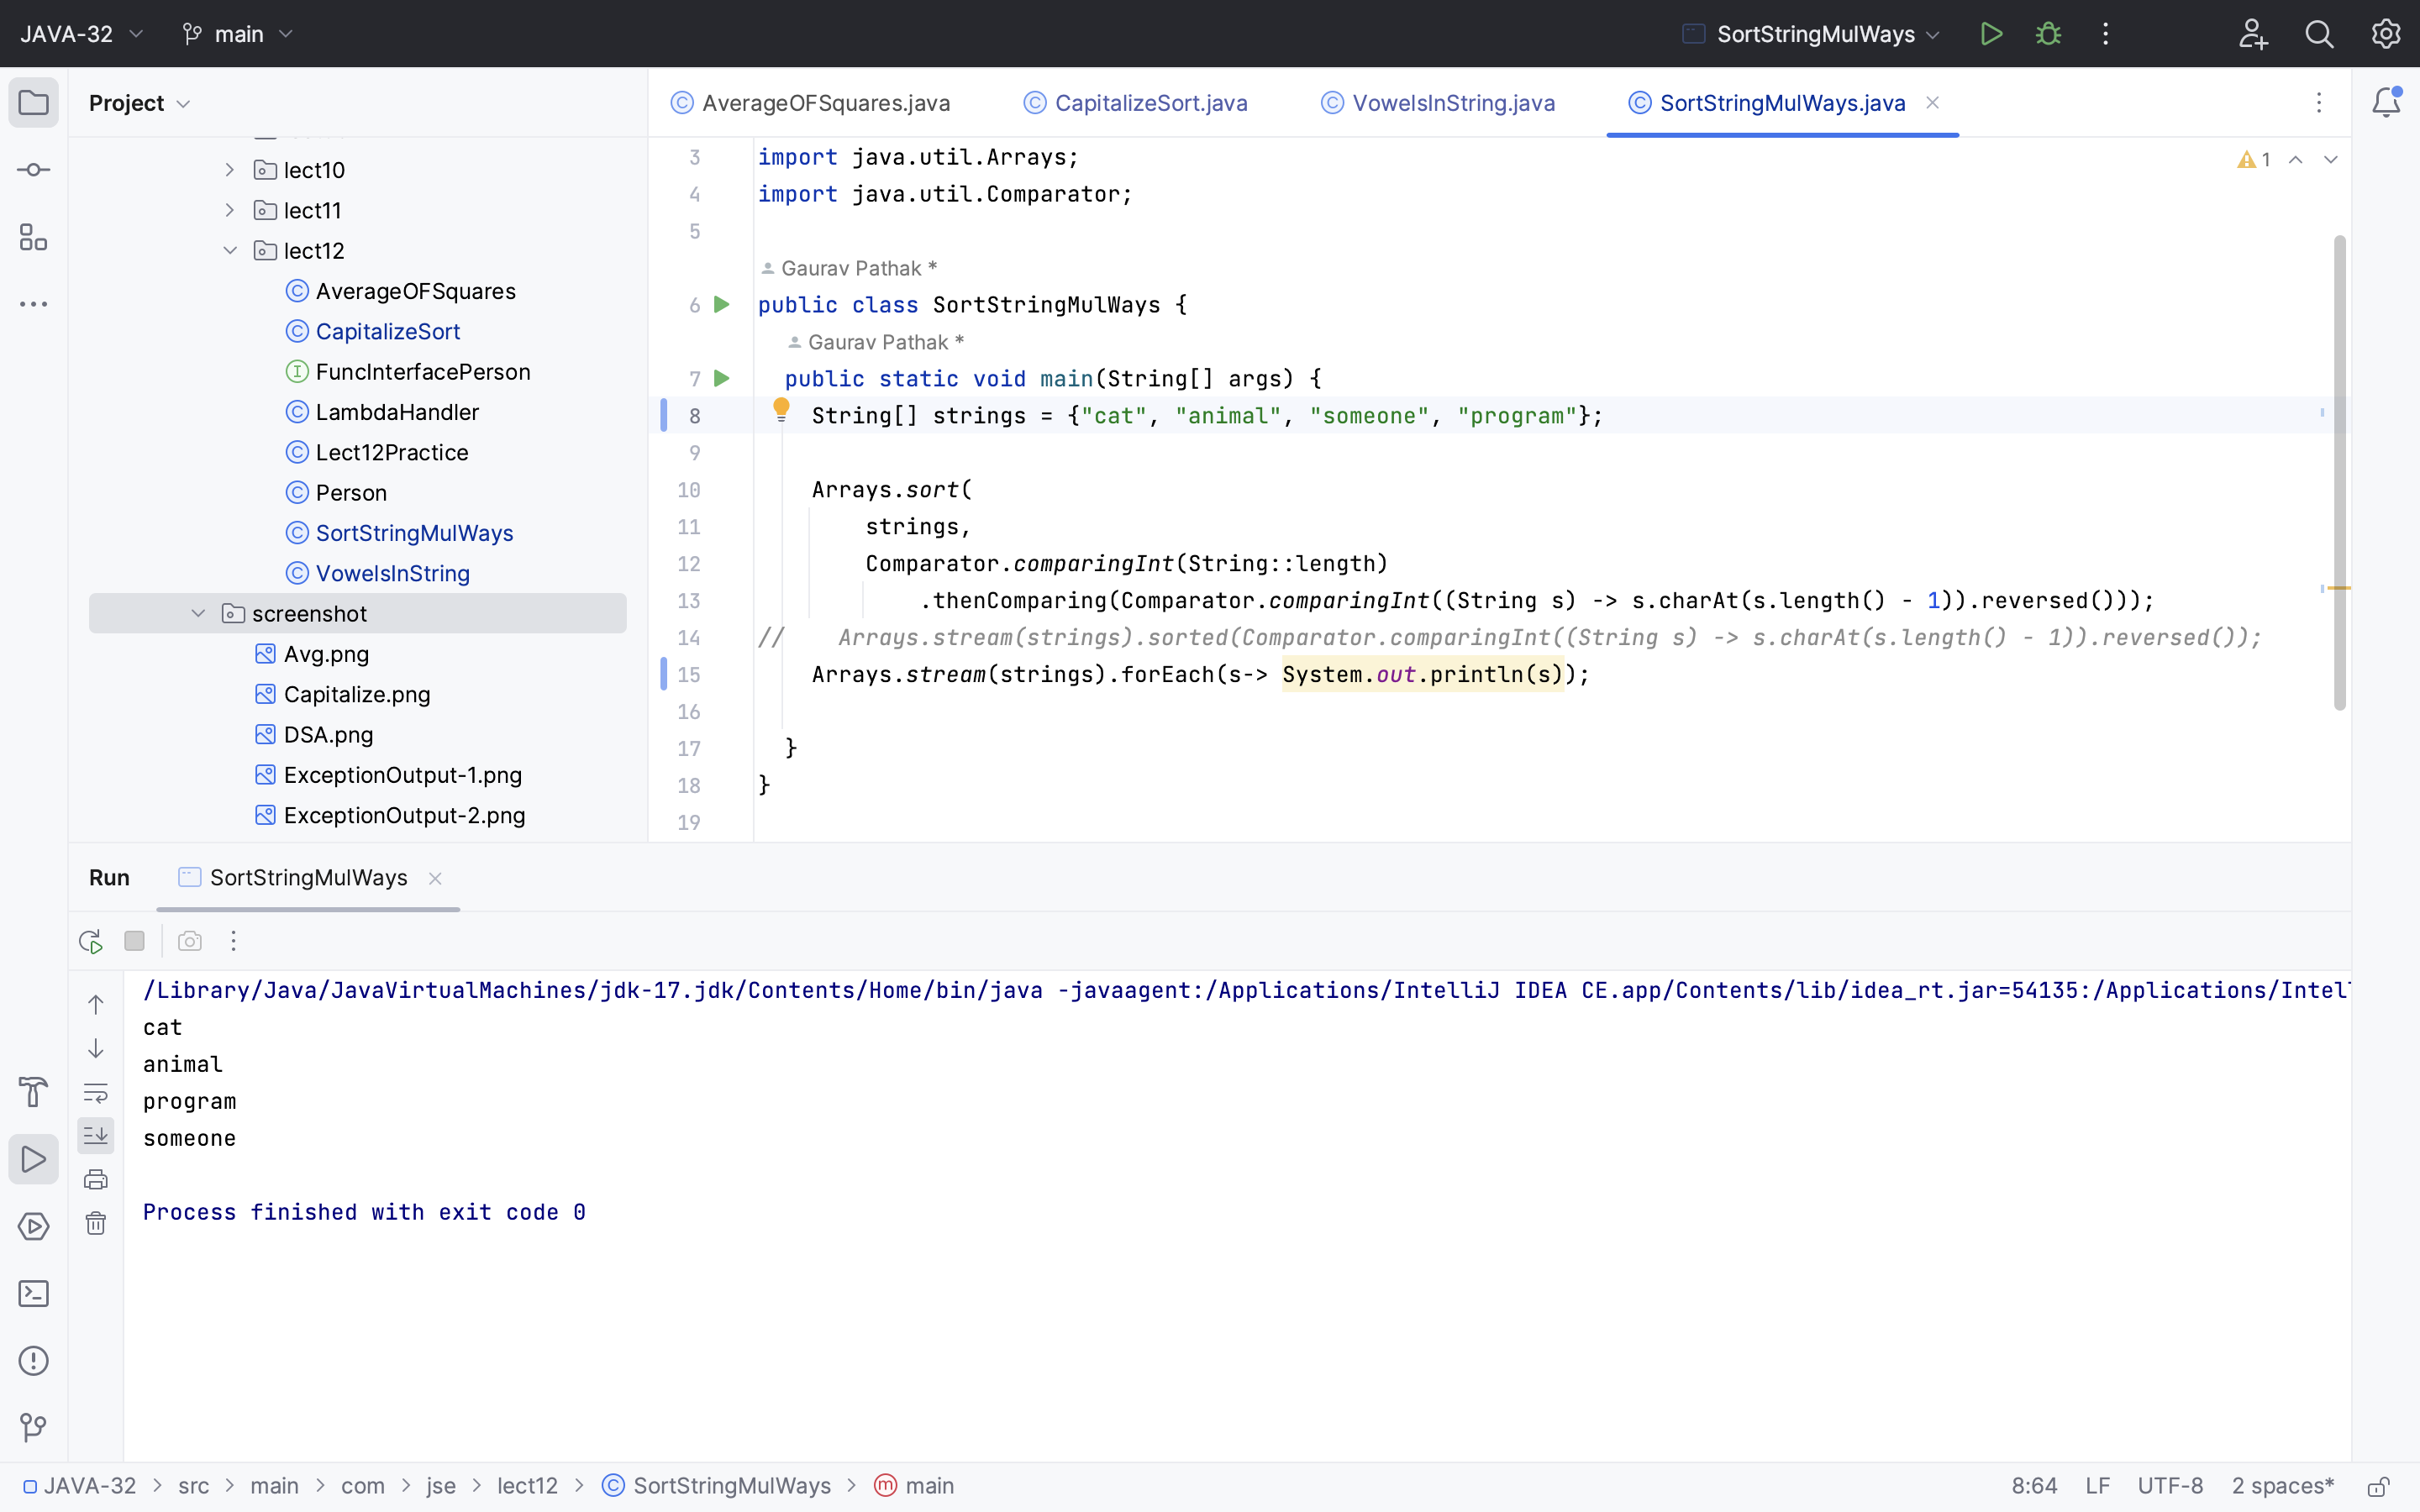 JAVA-32
main
SortStringMulWays
Project
lect10
lect11
lect12
AverageOFSquares
CapitalizeSort
FuncInterfacePerson
LambdaHandler
Lect12Practice
Person
SortStringMulWays
VowelsInString
screenshot
Avg.png
Capitalize.png
DSA.png
ExceptionOutput-1.png
ExceptionOutput-2.png
AverageOFSquares.java
CapitalizeSort.java
VowelsInString.java
SortStringMulWays.java
1
3 import java.util.Arrays;
4 import java.util.Comparator;
5
Gaurav Pathak *
6 public class SortStringMulWays {
Gaurav Pathak *
7 public static void main(String[] args) {
8 String[] strings = {"cat", "animal", "someone", "program"};
9
10 Arrays.sort(
11 strings,
12 Comparator.comparingInt(String::length)
13 .thenComparing(Comparator.comparingInt((String s) -> s.charAt(s.length() - 1)).reversed()));
14 // Arrays.stream(strings).sorted(Comparator.comparingInt((String s) -> s.charAt(s.length() - 1)).reversed());
15 Arrays.stream(strings).forEach(s-> System.out.println(s));
16
17 }
18 }
19
Run
SortStringMulWays
/Library/Java/JavaVirtualMachines/jdk-17.jdk/Contents/Home/bin/java -javaagent:/Applications/IntelliJ IDEA CE.app/Contents/lib/idea_rt.jar=54135:/Applications/Intel
cat
animal
program
someone
Process finished with exit code 0
JAVA-32 > src > main > com > jse > lect12 > SortStringMulWays > main
8:64 LF UTF-8 2 spaces*